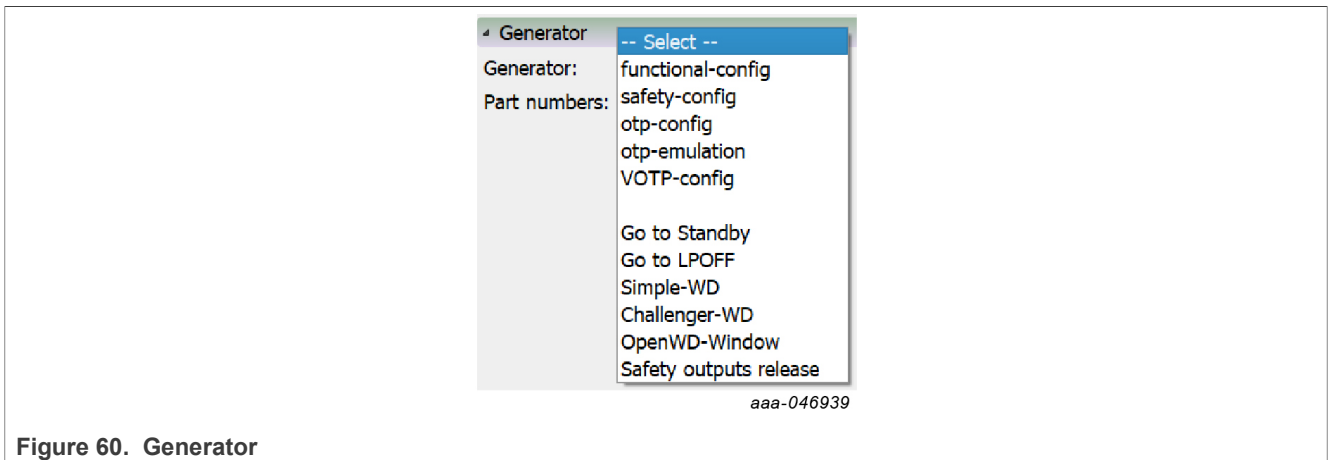 Generator
-- Select --
Generator:
functional-config
Part numbers:
safety-config
otp-config
otp-emulation
VOTP-config
Go to Standby
Go to LPOFF
Simple-WD
Challenger-WD
OpenWD-Window
Safety outputs release
aaa-046939
Figure 60. Generator